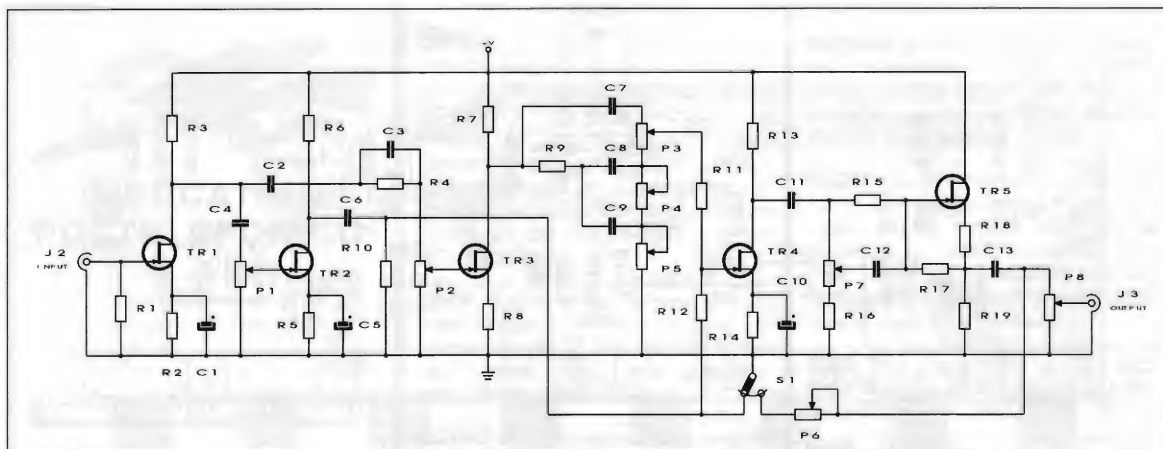 +V
C7
R3
R6
C3
R7
P3
R13
R9
C8
R11
C2
R4
P4
C11
R15
TR5
C4
C6
C9
R18
J2
INPUT
TR1
R10
TR3
P5
TR4
C12
C13
TR2
C10
P7
R17
P8
J3
OUTPUT
P1
P2
R1
R5
C5
R8
R12
R14
R16
R19
R2
C1
S1
P6